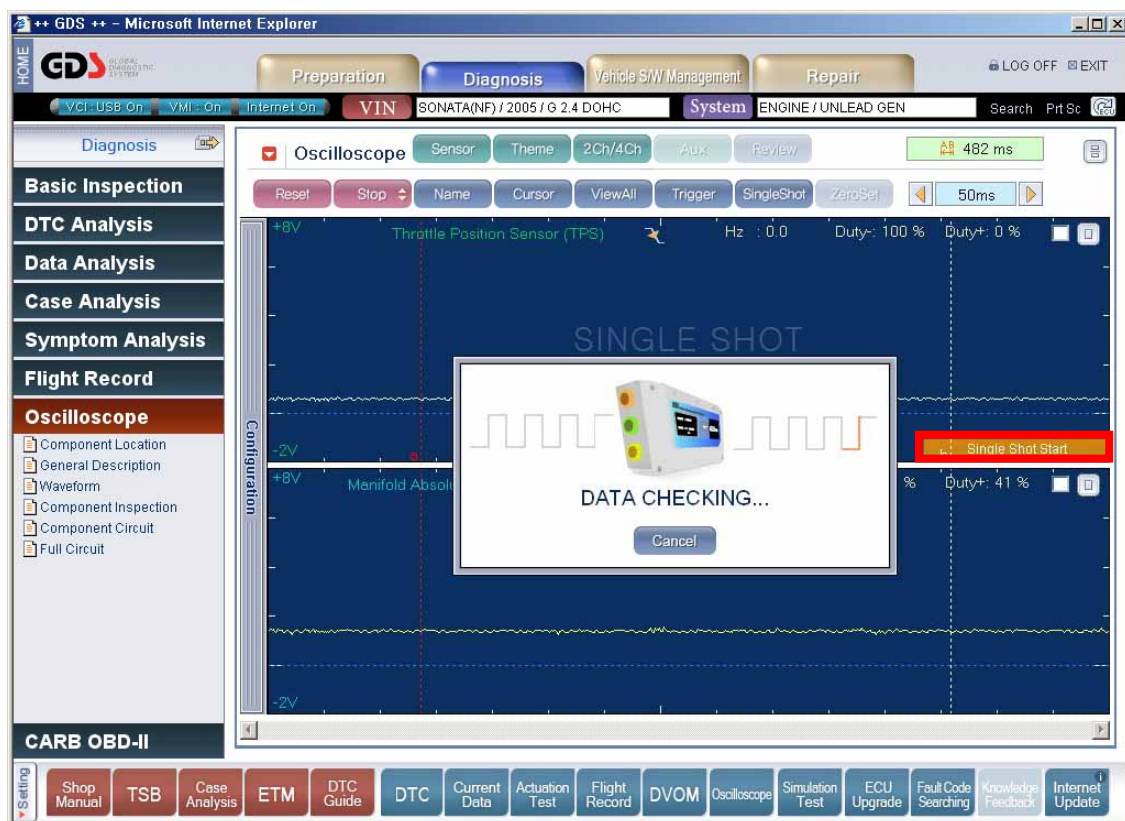 ++ GDS ++ - Microsoft Internet Explorer
HOME
GDS GLOBAL DIAGNOSTIC SYSTEM
Preparation Diagnosis Vehicle S/W Management Repair LOG OFF EXIT
VCI : USB On VMI : On Internet On VIN SONATA(NF) / 2005 / G 2.4 DOHC System ENGINE / UNLEAD GEN Search Prt Sc ECU
Diagnosis
Basic Inspection
DTC Analysis
Data Analysis
Case Analysis
Symptom Analysis
Flight Record
Oscilloscope
Component Location
General Description
Waveform
Component Inspection
Component Circuit
Full Circuit
CARB OBD-II
Oscilloscope Sensor Theme 2Ch/4Ch Aux Review 482 ms
Reset Stop Name Cursor ViewAll Trigger SingleShot ZeroSet 50ms
Configuration
+8V Throttle Position Sensor (TPS) Hz : 0.0 Duty-: 100 % Duty+: 0 %
SINGLE SHOT
-2V Single Shot Start
+8V Manifold Absolu % Duty+: 41 %
DATA CHECKING...
Cancel
-2V
Setting
Shop Manual TSB Case Analysis ETM DTC Guide DTC Current Data Actuation Test Flight Record DVOM Oscilloscope Simulation Test ECU Upgrade Fault Code Searching Knowledge Feedback Internet Update